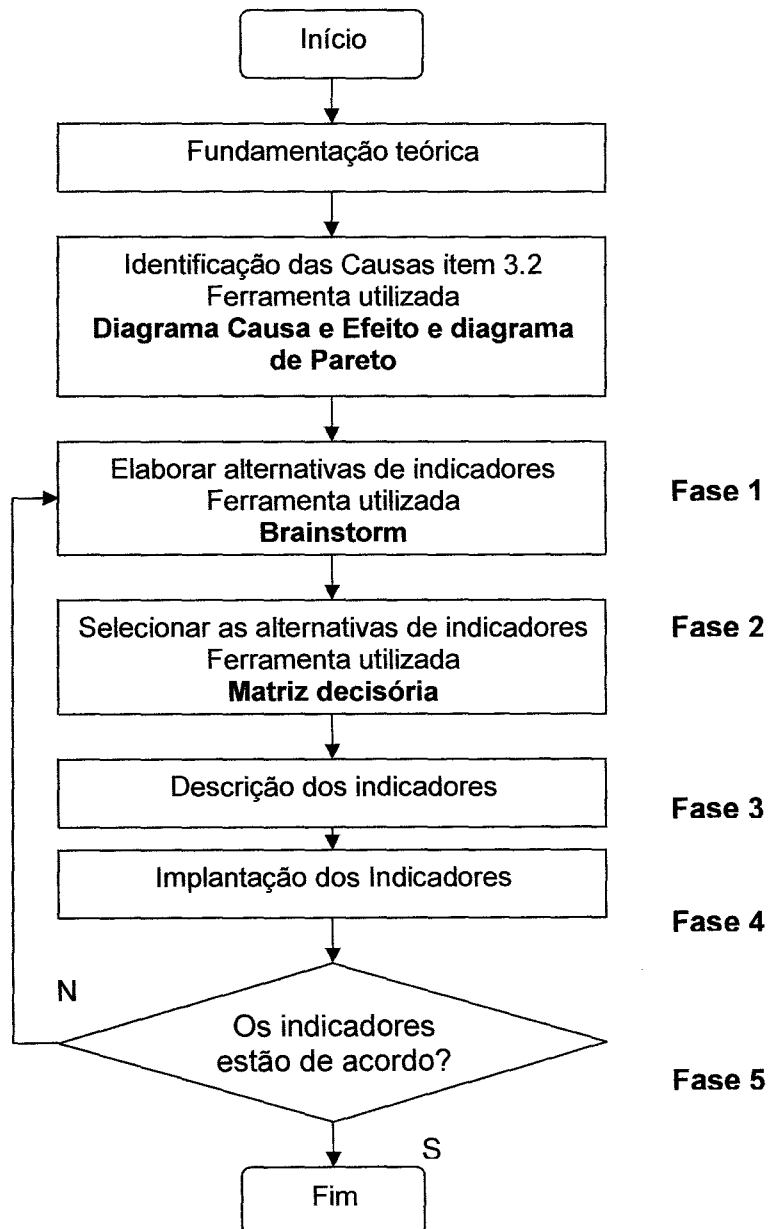 Início
Fundamentação teórica
Identificação das Causas item 3.2
Ferramenta utilizada
Diagrama Causa e Efeito e diagrama
de Pareto
Elaborar alternativas de indicadores
Ferramenta utilizada
Brainstorm
Fase 1
Selecionar as alternativas de indicadores
Ferramenta utilizada
Matriz decisória
Fase 2
Descrição dos indicadores
Fase 3
Implantação dos Indicadores
Fase 4
N
Os indicadores
estão de acordo?
Fase 5
S
Fim